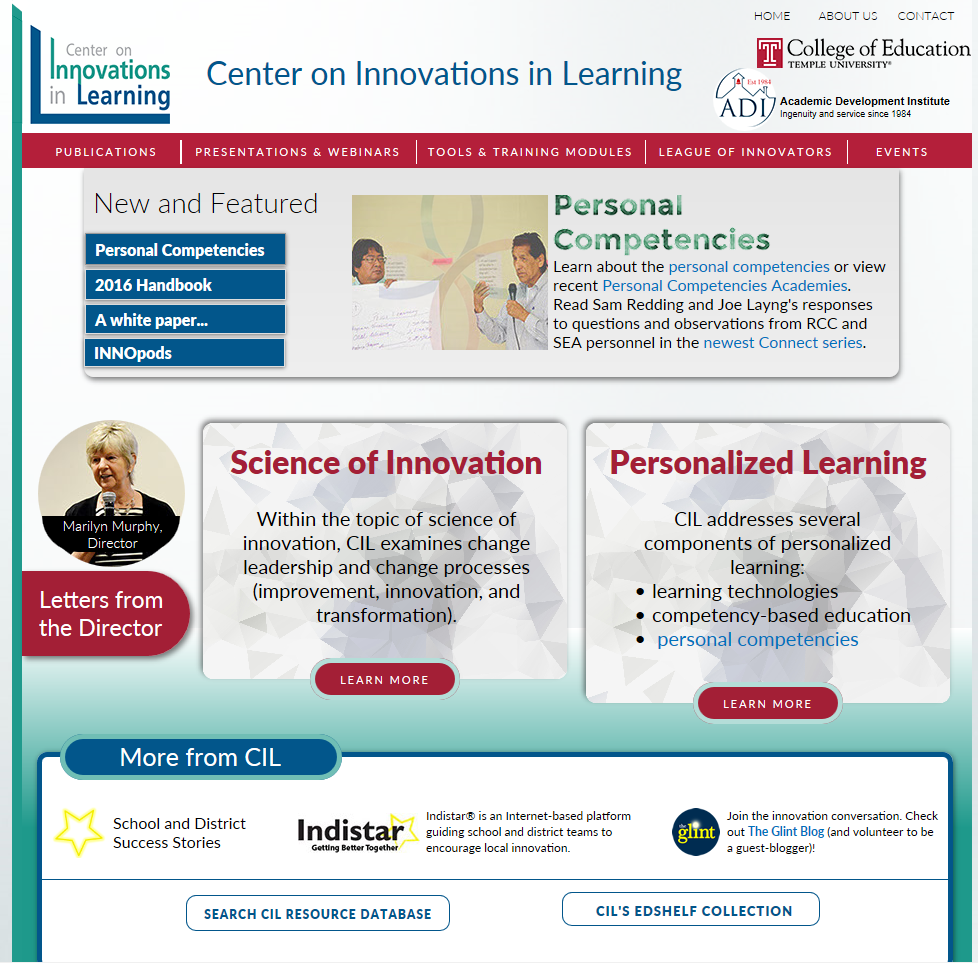 HOME ABOUT US CONTACT
Center on
Innovations
in Learning
Center on Innovations in Learning
T College of Education
TEMPLE UNIVERSITY®
Est 1984
ADI
Academic Development Institute
Ingenuity and service since 1984
PUBLICATIONS PRESENTATIONS & WEBINARS TOOLS & TRAINING MODULES LEAGUE OF INNOVATORS EVENTS
New and Featured
Personal Competencies
2016 Handbook
A white paper...
INNOpods
Personal
Competencies
Learn about the personal competencies or view
recent Personal Competencies Academies.
Read Sam Redding and Joe Layng's responses
to questions and observations from RCC and
SEA personnel in the newest Connect series.
Marilyn Murphy,
Director
Letters from
the Director
Science of Innovation
Within the topic of science of
innovation, CIL examines change
leadership and change processes
(improvement, innovation, and
transformation).
LEARN MORE
Personalized Learning
CIL addresses several
components of personalized
learning:
• learning technologies
• competency-based education
• personal competencies
LEARN MORE
More from CIL
School and District
Success Stories
Indistar
Getting Better Together
Indistar® is an Internet-based platform
guiding school and district teams to
encourage local innovation.
the
glint
Join the innovation conversation. Check
out The Glint Blog (and volunteer to be
a guest-blogger)!
SEARCH CIL RESOURCE DATABASE
CIL'S EDSHELF COLLECTION